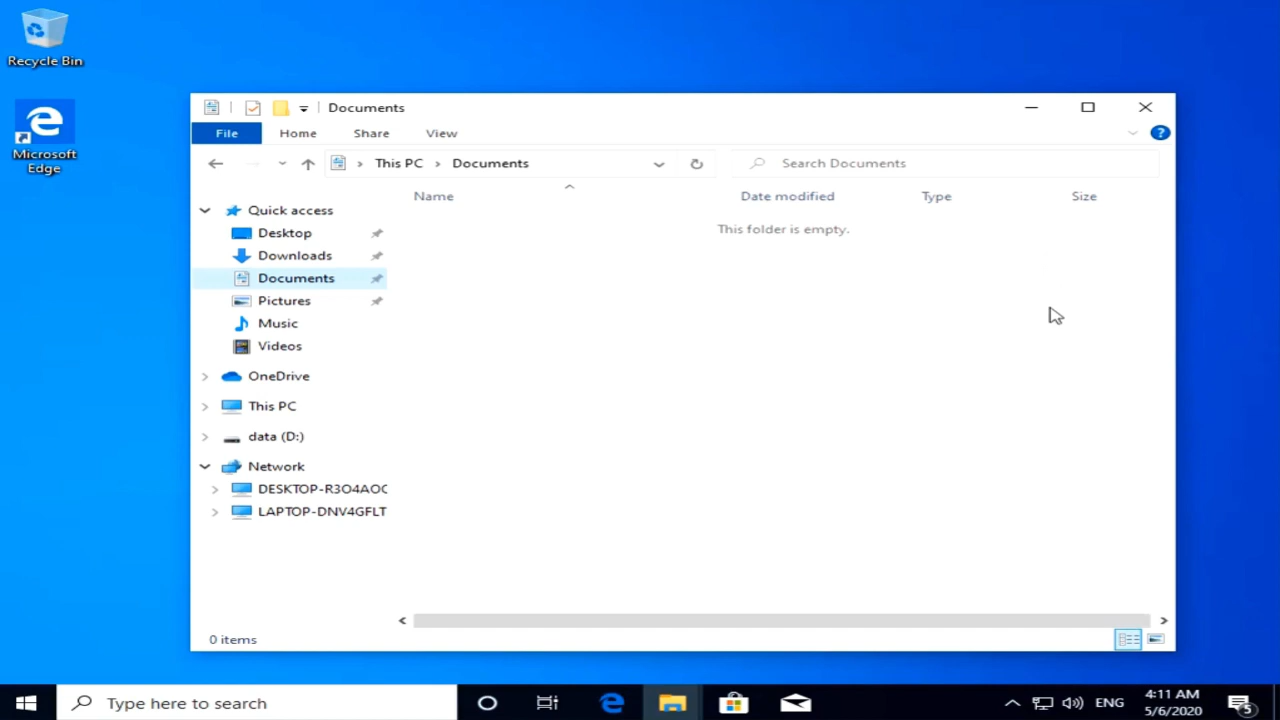 Recycle Bin
Microsoft
Edge
Documents
File Home Share View
This PC Documents
Search Documents
Name Date modified Type Size
This folder is empty.
Quick access
Desktop
Downloads
Documents
Pictures
Music
Videos
OneDrive
This PC
data (D:)
Network
DESKTOP-R3O4AOC
LAPTOP-DNV4GFLT
0 items
Type here to search
ENG
4:11 AM
5/6/2020
5